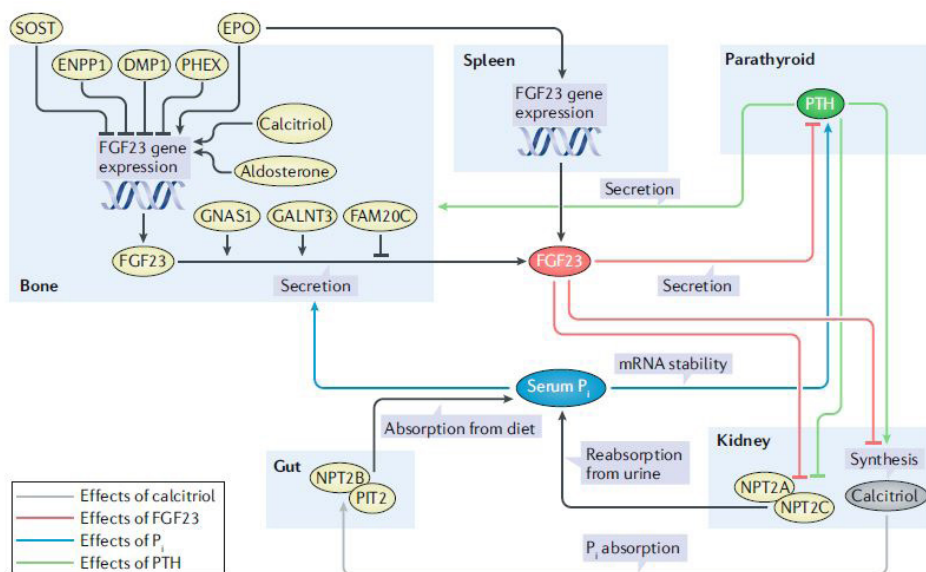 SOST
EPO
ENPP1
DMP1
PHEX
Spleen
Parathyroid
FGF23 gene
expression
FGF23 gene
expression
PTH
Calcitriol
Aldosterone
Secretion
GNAS1
GALNT3
FAM20C
FGF23
FGF23
Bone
Secretion
Secretion
mRNA stability
Serum Pi
Absorption from diet
Kidney
Gut
Reabsorption
from urine
Synthesis
NPT2B
PIT2
NPT2A
NPT2C
Calcitriol
Effects of calcitriol
Effects of FGF23
Effects of Pi
Effects of PTH
Pi absorption